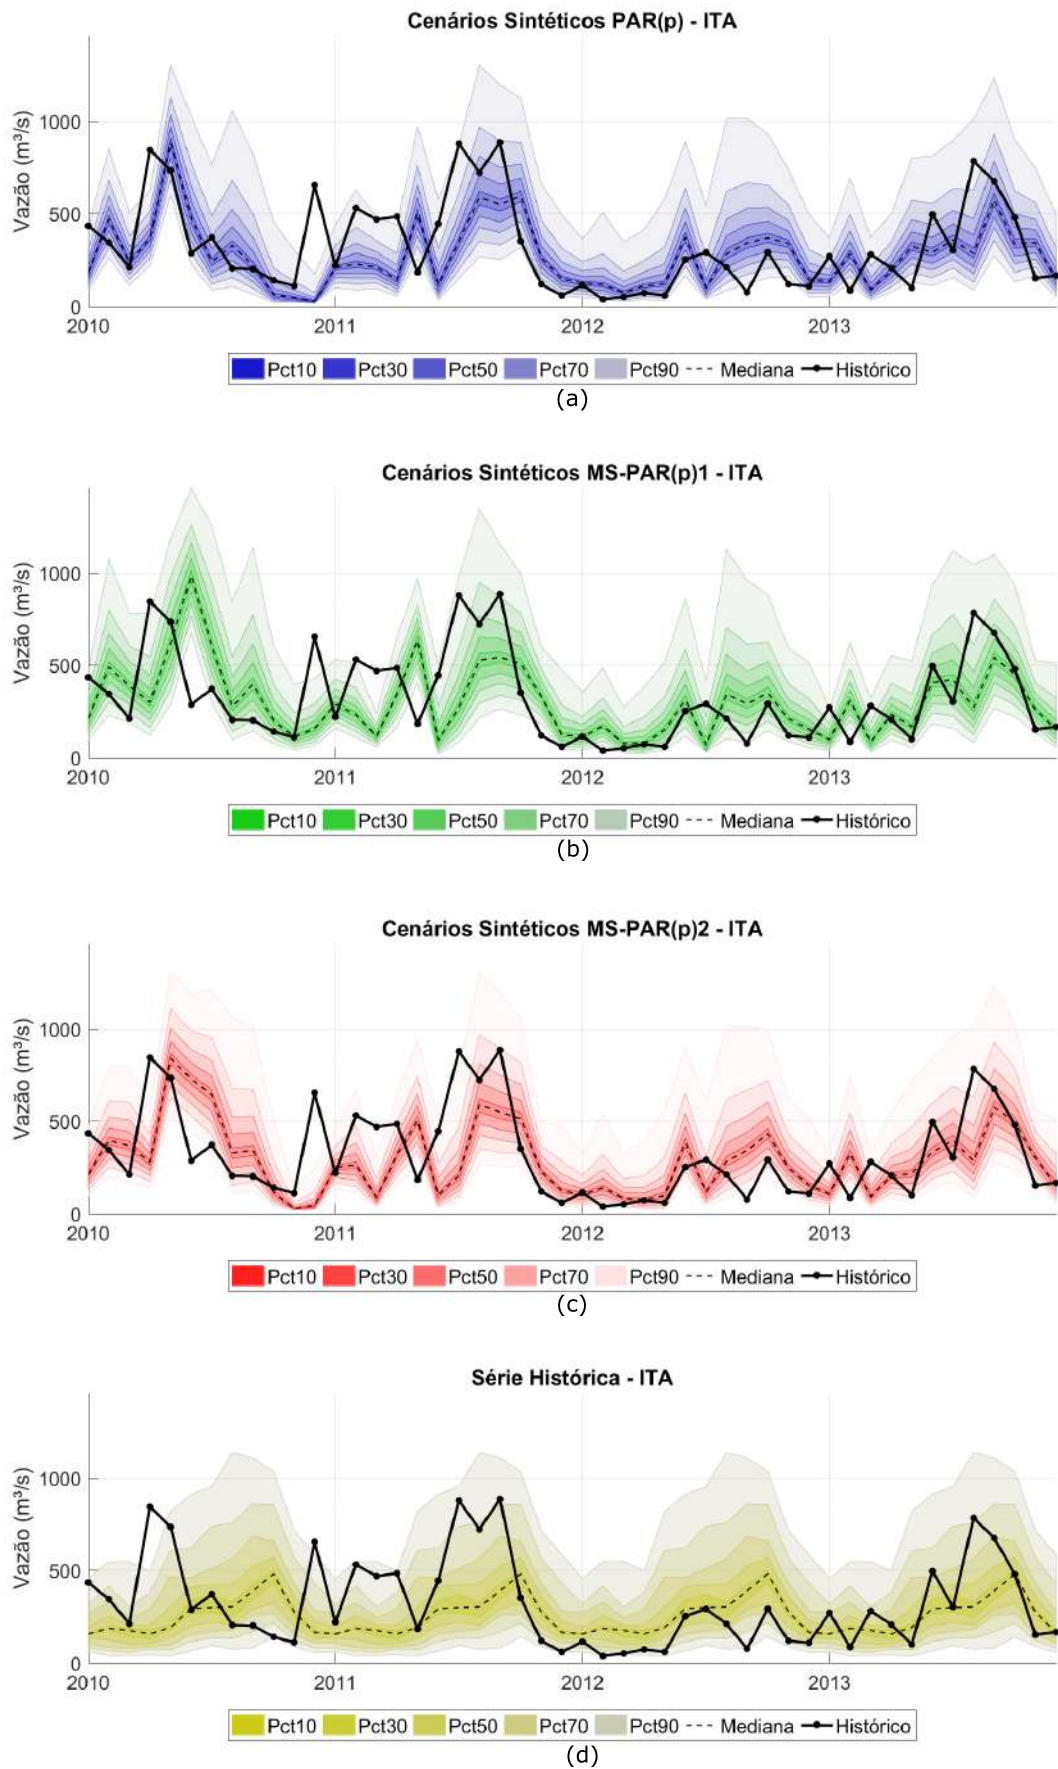 Cenários Sintéticos PAR(p) - ITA
Vazão (m³/s)
1000
500
0
2010 2011 2012 2013
Pct10 Pct30 Pct50 Pct70 Pct90 Mediana Histórico
(a)
Cenários Sintéticos MS-PAR(p)1 - ITA
Vazão (m³/s)
1000
500
0
2010 2011 2012 2013
Pct10 Pct30 Pct50 Pct70 Pct90 Mediana Histórico
(b)
Cenários Sintéticos MS-PAR(p)2 - ITA
Vazão (m³/s)
1000
500
0
2010 2011 2012 2013
Pct10 Pct30 Pct50 Pct70 Pct90 Mediana Histórico
(c)
Série Histórica - ITA
Vazão (m³/s)
1000
500
0
2010 2011 2012 2013
Pct10 Pct30 Pct50 Pct70 Pct90 Mediana Histórico
(d)